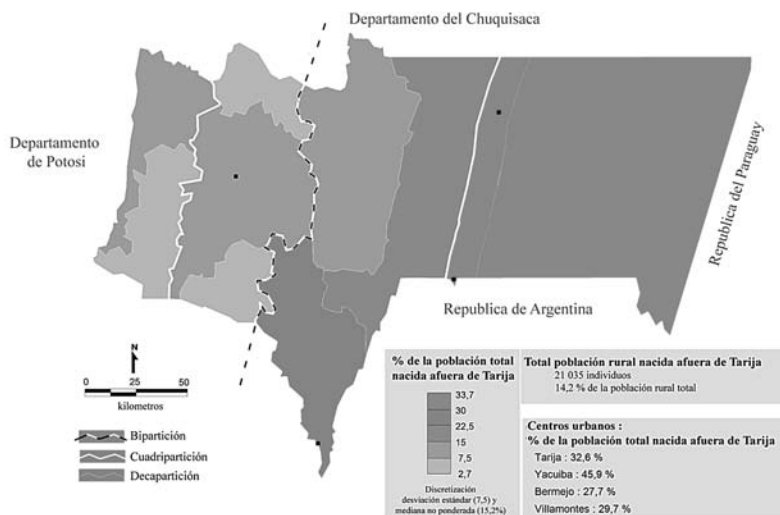 Departamento del Chuquisaca
Departamento
de Potosi
Republica del Paraguay
Republica de Argentina
N
0 25 50
kilometros
Bipartición
Cuadripartición
Decapartición
% de la población total
nacida afuera de Tarija
33,7
30
22,5
15
7,5
2,7
Discretización
desviación estándar (7,5) y
mediana no ponderada (15,2%)
Total población rural nacida afuera de Tarija
21 035 individuos
14,2 % de la población rural total
Centros urbanos :
% de la población total nacida afuera de Tarija
Tarija : 32,6 %
Yacuiba : 45,9 %
Bermejo : 27,7 %
Villamontes : 29,7 %